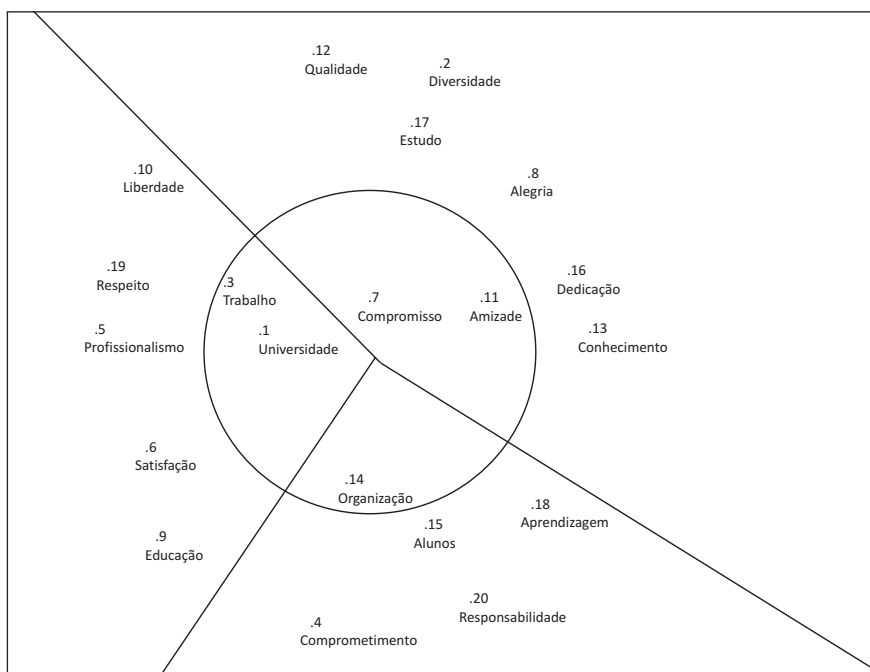 .12
Qualidade
.2
Diversidade
.17
Estudo
.10
Liberdade
.8
Alegria
.19
Respeito
.3
Trabalho
.7
Compromisso
.11
Amizade
.16
Dedicação
.5
Profissionalismo
.1
Universidade
.13
Conhecimento
.6
Satisfação
.14
Organização
.9
Educação
.15
Alunos
.18
Aprendizagem
.4
Comprometimento
.20
Responsabilidade